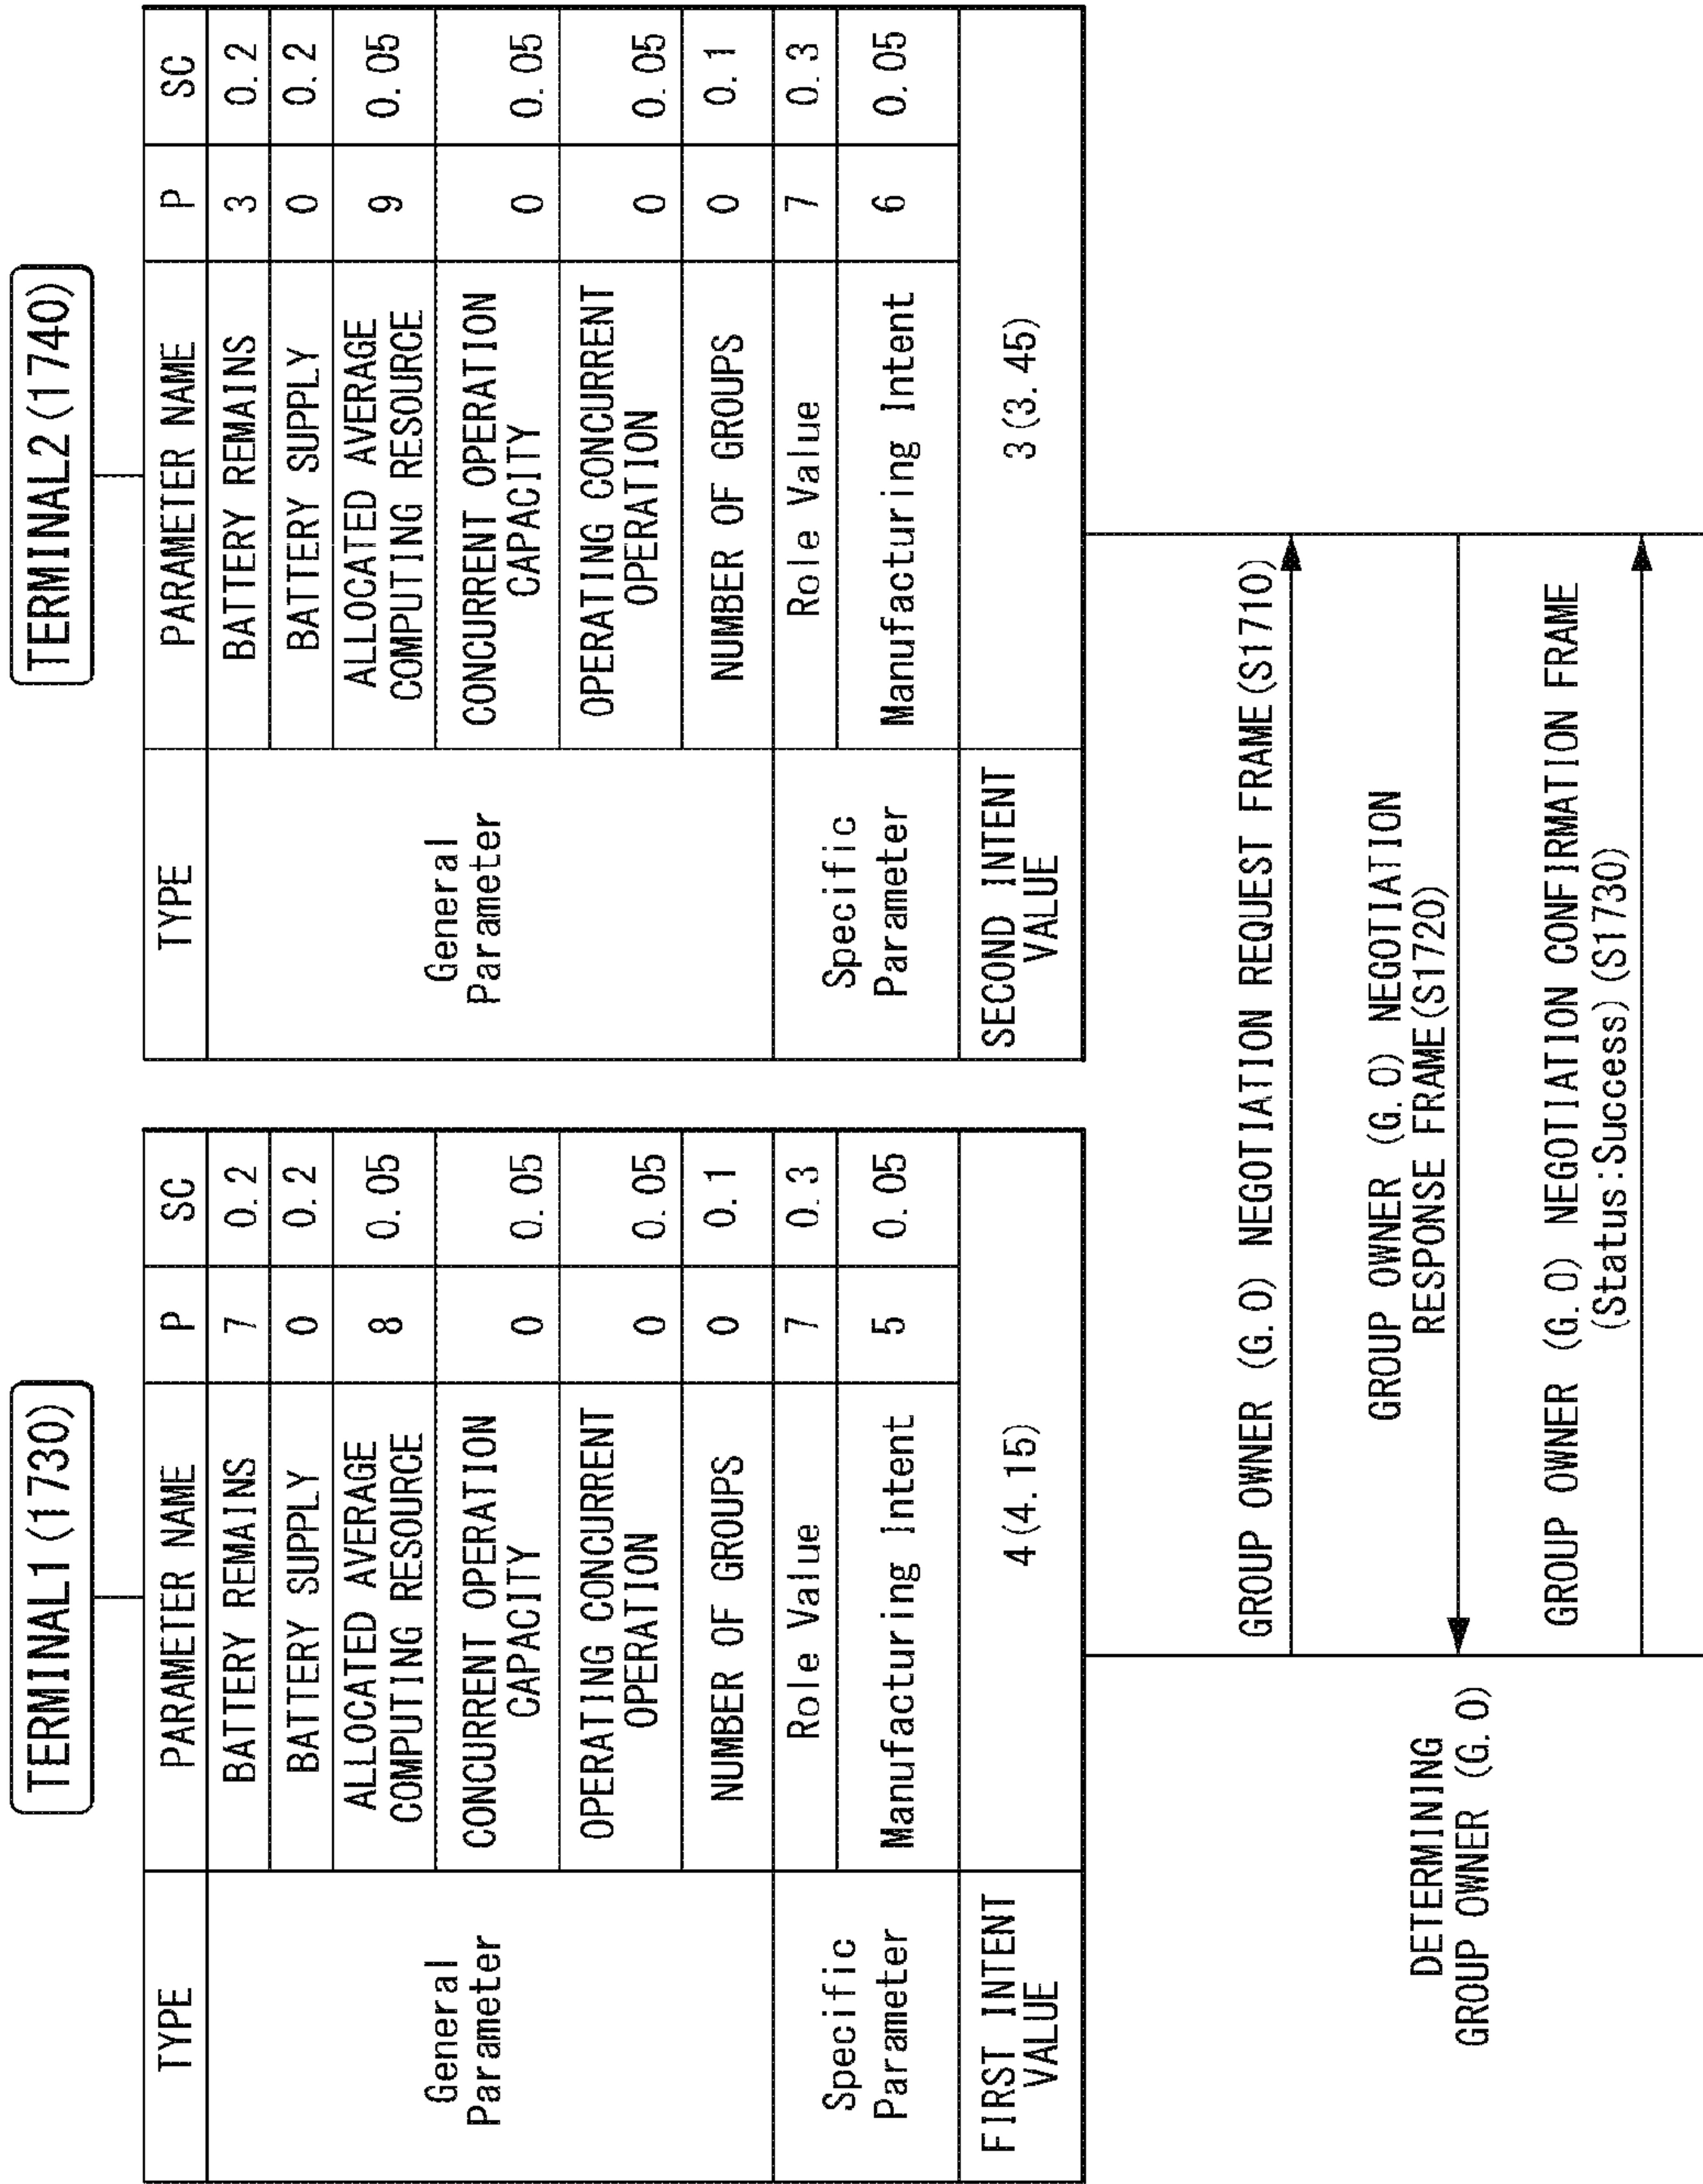 TERMINAL1(1730)
TYPE
PARAMETER NAME
P
SC
General
Parameter
BATTERY REMAINS
7
0.2
BATTERY SUPPLY
0
0.2
ALLOCATED AVERAGE
COMPUTING RESOURCE
8
0.05
CONCURRENT OPERATION
CAPACITY
0
0.05
OPERATING CONCURRENT
OPERATION
0
0.05
NUMBER OF GROUPS
0
0.1
Specific
Parameter
Role Value
7
0.3
Manufacturing Intent
5
0.05
FIRST INTENT
VALUE
4(4.15)
TERMINAL2(1740)
TYPE
PARAMETER NAME
P
SC
General
Parameter
BATTERY REMAINS
3
0.2
BATTERY SUPPLY
0
0.2
ALLOCATED AVERAGE
COMPUTING RESOURCE
9
0.05
CONCURRENT OPERATION
CAPACITY
0
0.05
OPERATING CONCURRENT
OPERATION
0
0.05
NUMBER OF GROUPS
0
0.1
Specific
Parameter
Role Value
7
0.3
Manufacturing Intent
6
0.05
SECOND INTENT
VALUE
3(3.45)
GROUP OWNER (G.O) NEGOTIATION REQUEST FRAME(S1710)
GROUP OWNER (G.O) NEGOTIATION
RESPONSE FRAME(S1720)
DETERMINING
GROUP OWNER (G.O)
GROUP OWNER (G.O) NEGOTIATION CONFIRMATION FRAME
(Status:Success)(S1730)